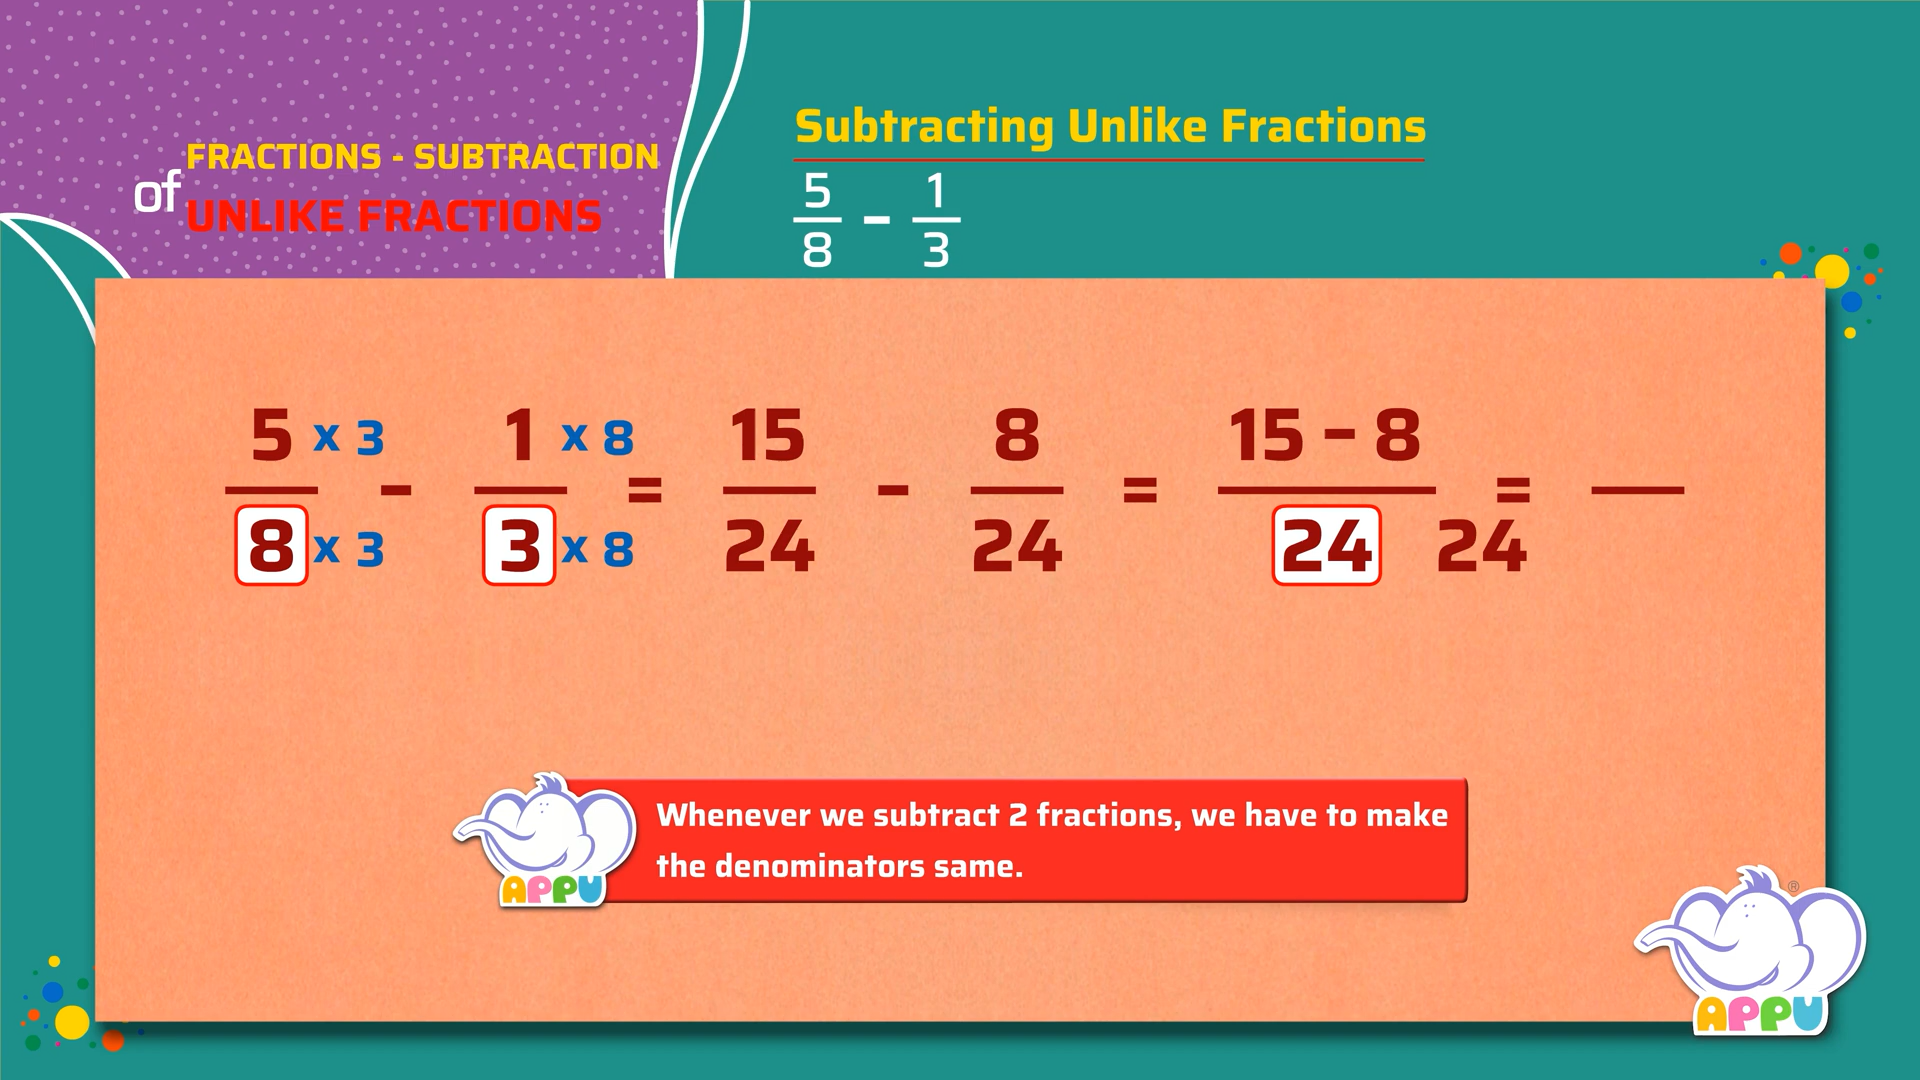 FRACTIONS - SUBTRACTION
of UNLIKE FRACTIONS
Subtracting Unlike Fractions
5 - 1
8 3
5 x 3 1 x 8 15 8 15 - 8
- = - = =
8 x 3 3 x 8 24 24 24 24
Whenever we subtract 2 fractions, we have to make
the denominators same.
APPU
®
APPU